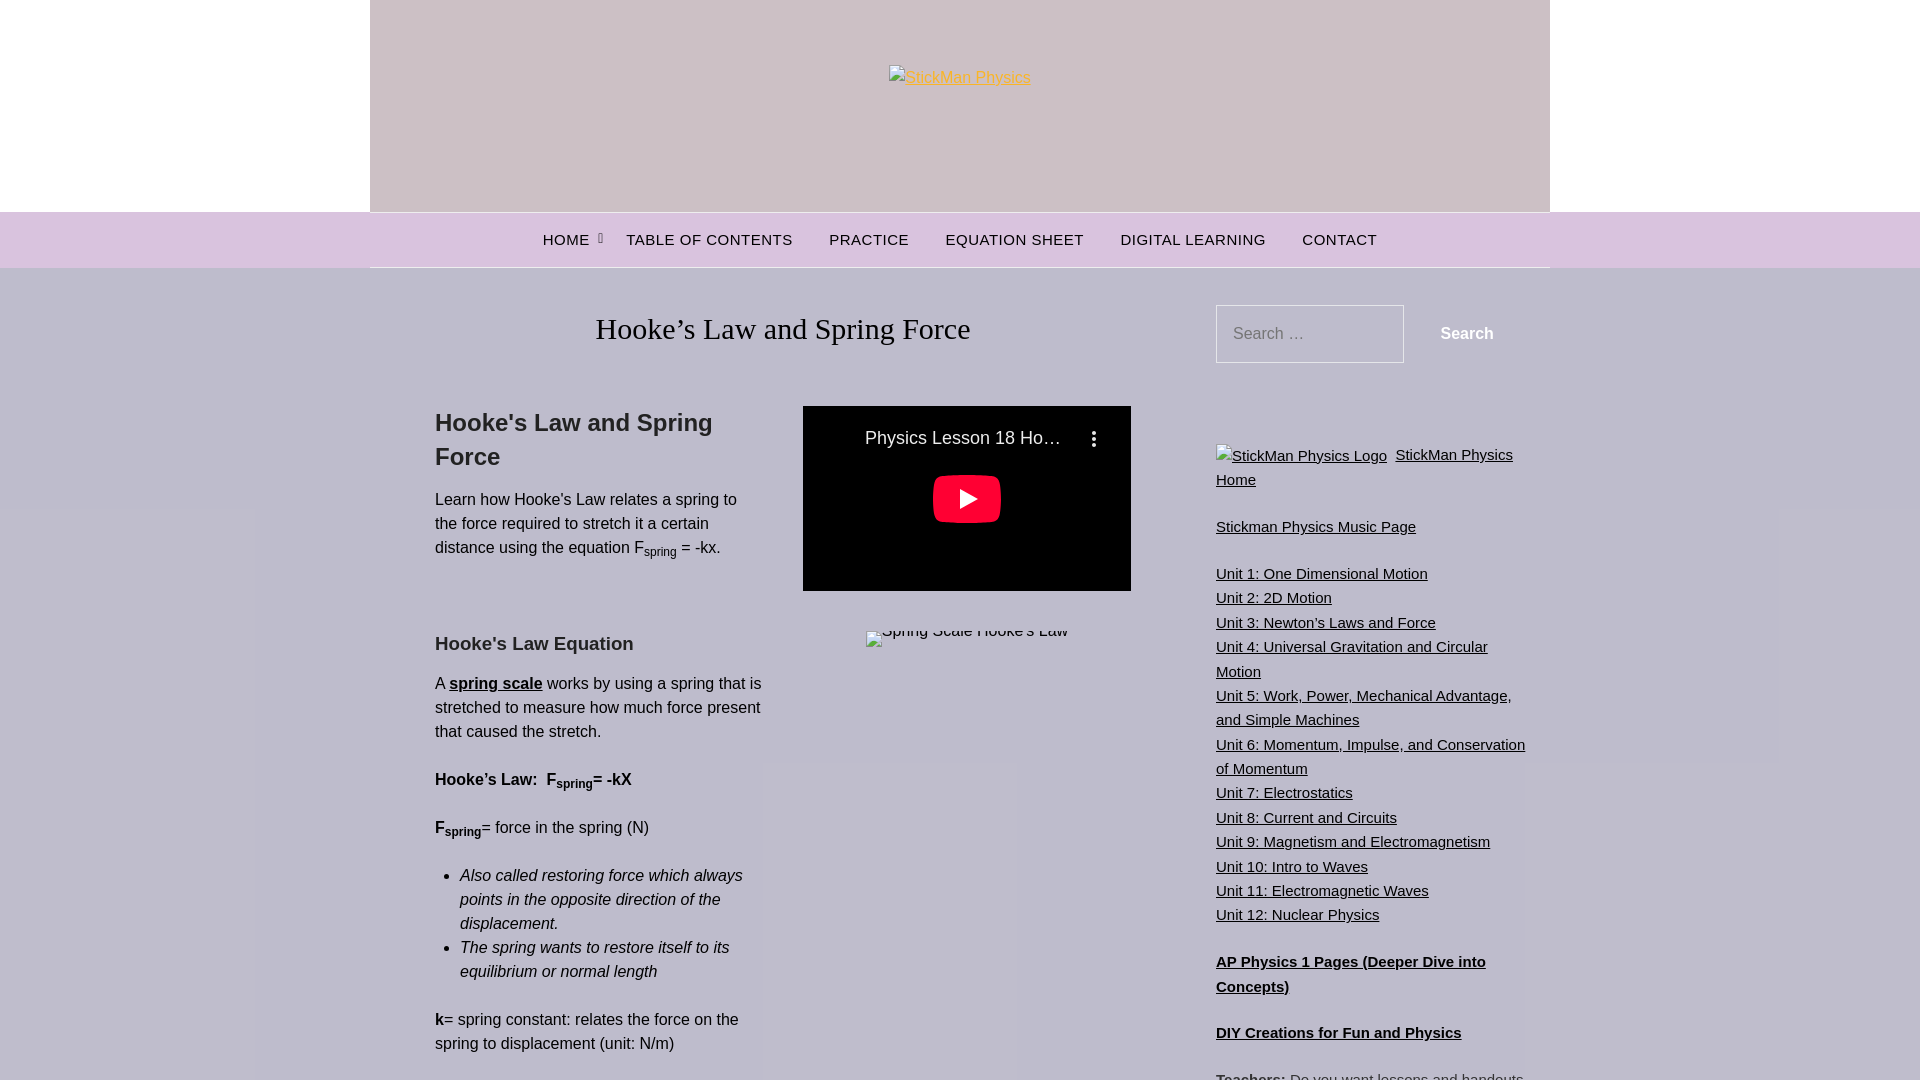 StickMan Physics
HOME
TABLE OF CONTENTS
PRACTICE
EQUATION SHEET
DIGITAL LEARNING
CONTACT
Hooke’s Law and Spring Force
Hooke's Law and Spring
Force
Learn how Hooke's Law relates a spring to
the force required to stretch it a certain
distance using the equation Fspring = -kx.
Physics Lesson 18 Ho…
Hooke's Law Equation
A spring scale works by using a spring that is
stretched to measure how much force present
that caused the stretch.
Hooke’s Law:  Fspring= -kX
Fspring= force in the spring (N)
• Also called restoring force which always
points in the opposite direction of the
displacement.
• The spring wants to restore itself to its
equilibrium or normal length
k= spring constant: relates the force on the
spring to displacement (unit: N/m)
Spring Scale Hooke's Law
Search …
Search
StickMan Physics Logo StickMan Physics
Home
Stickman Physics Music Page
Unit 1: One Dimensional Motion
Unit 2: 2D Motion
Unit 3: Newton’s Laws and Force
Unit 4: Universal Gravitation and Circular
Motion
Unit 5: Work, Power, Mechanical Advantage,
and Simple Machines
Unit 6: Momentum, Impulse, and Conservation
of Momentum
Unit 7: Electrostatics
Unit 8: Current and Circuits
Unit 9: Magnetism and Electromagnetism
Unit 10: Intro to Waves
Unit 11: Electromagnetic Waves
Unit 12: Nuclear Physics
AP Physics 1 Pages (Deeper Dive into
Concepts)
DIY Creations for Fun and Physics
Teachers: Do you want lessons and handouts